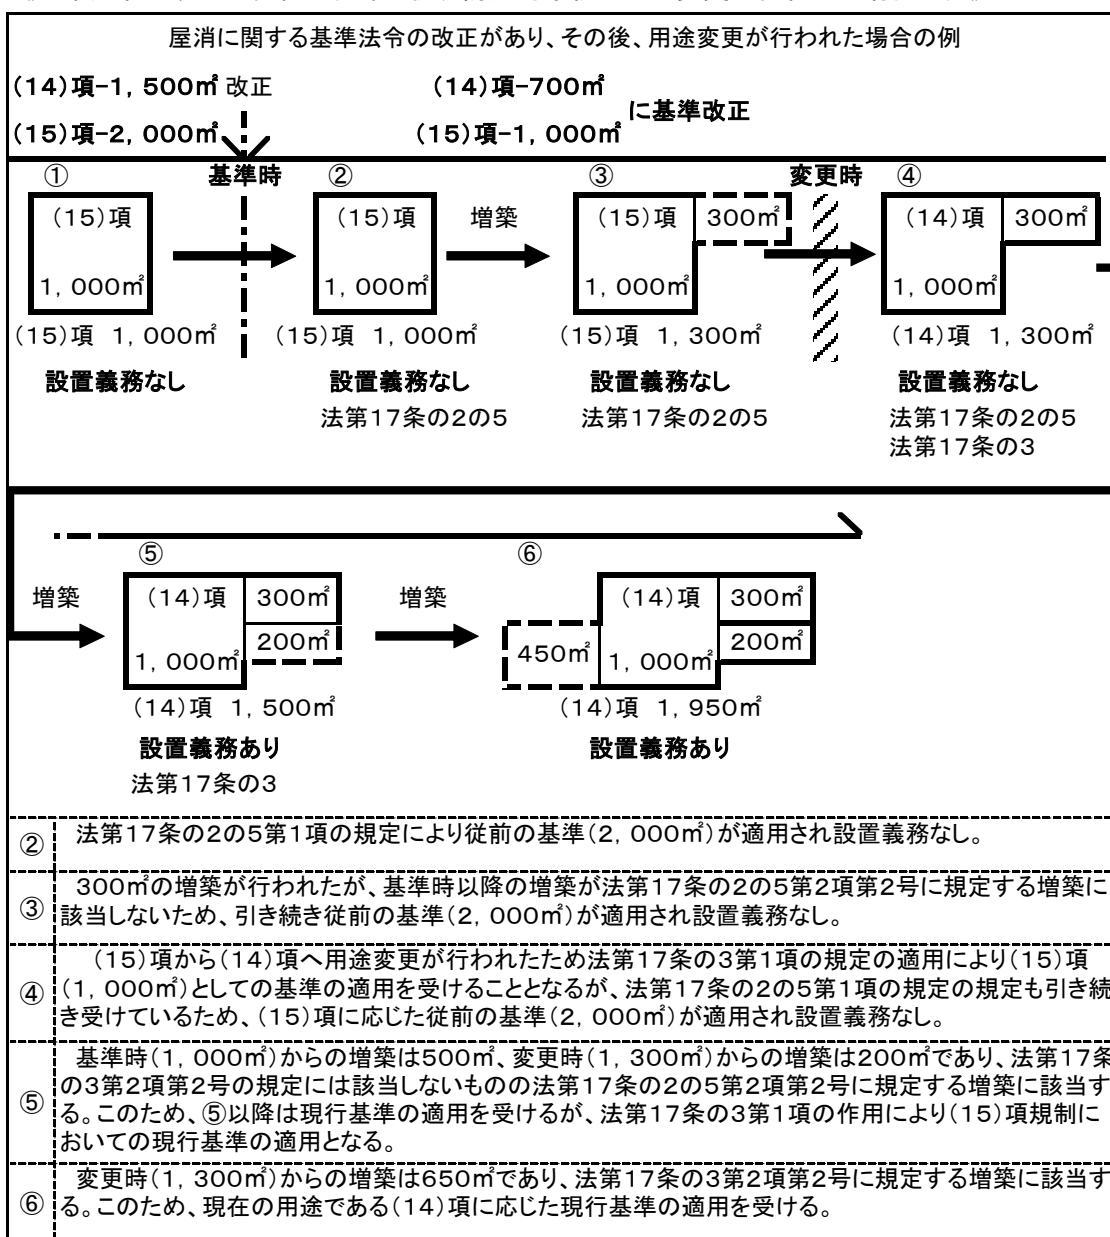 屋消に関する基準法令の改正があり、その後、用途変更が行われた場合の例
(14)項-1,500㎡ 改正 (14)項-700㎡
に基準改正
(15)項-2,000㎡ (15)項-1,000㎡
① 基準時 ② ③ 変更時 ④
(15)項 (15)項 増築 (15)項 300㎡ (14)項 300㎡
1,000㎡ 1,000㎡ 1,000㎡ 1,000㎡
(15)項 1,000㎡ (15)項 1,000㎡ (15)項 1,300㎡ (14)項 1,300㎡
設置義務なし 設置義務なし 設置義務なし 設置義務なし
法第17条の2の5 法第17条の2の5 法第17条の2の5
法第17条の3
⑤ ⑥
増築 (14)項 300㎡ 増築 (14)項 300㎡
1,000㎡ 200㎡ 450㎡ 1,000㎡ 200㎡
(14)項 1,500㎡ (14)項 1,950㎡
設置義務あり 設置義務あり
法第17条の3
② 法第17条の2の5第1項の規定により従前の基準(2,000㎡)が適用され設置義務なし。
③ 300㎡の増築が行われたが、基準時以降の増築が法第17条の2の5第2項第2号に規定する増築に
該当しないため、引き続き従前の基準(2,000㎡)が適用され設置義務なし。
④ (15)項から(14)項へ用途変更が行われたため法第17条の3第1項の規定の適用により(15)項
(1,000㎡)としての基準の適用を受けることとなるが、法第17条の2の5第1項の規定の規定も引き続
き受けているため、(15)項に応じた従前の基準(2,000㎡)が適用され設置義務なし。
⑤ 基準時(1,000㎡)からの増築は500㎡、変更時(1,300㎡)からの増築は200㎡であり、法第17条
の3第2項第2号の規定には該当しないものの法第17条の2の5第2項第2号に規定する増築に該当す
る。このため、⑤以降は現行基準の適用を受けるが、法第17条の3第1項の作用により(15)項規制に
おいての現行基準の適用となる。
⑥ 変更時(1,300㎡)からの増築は650㎡であり、法第17条の3第2項第2号に規定する増築に該当す
る。このため、現在の用途である(14)項に応じた現行基準の適用を受ける。